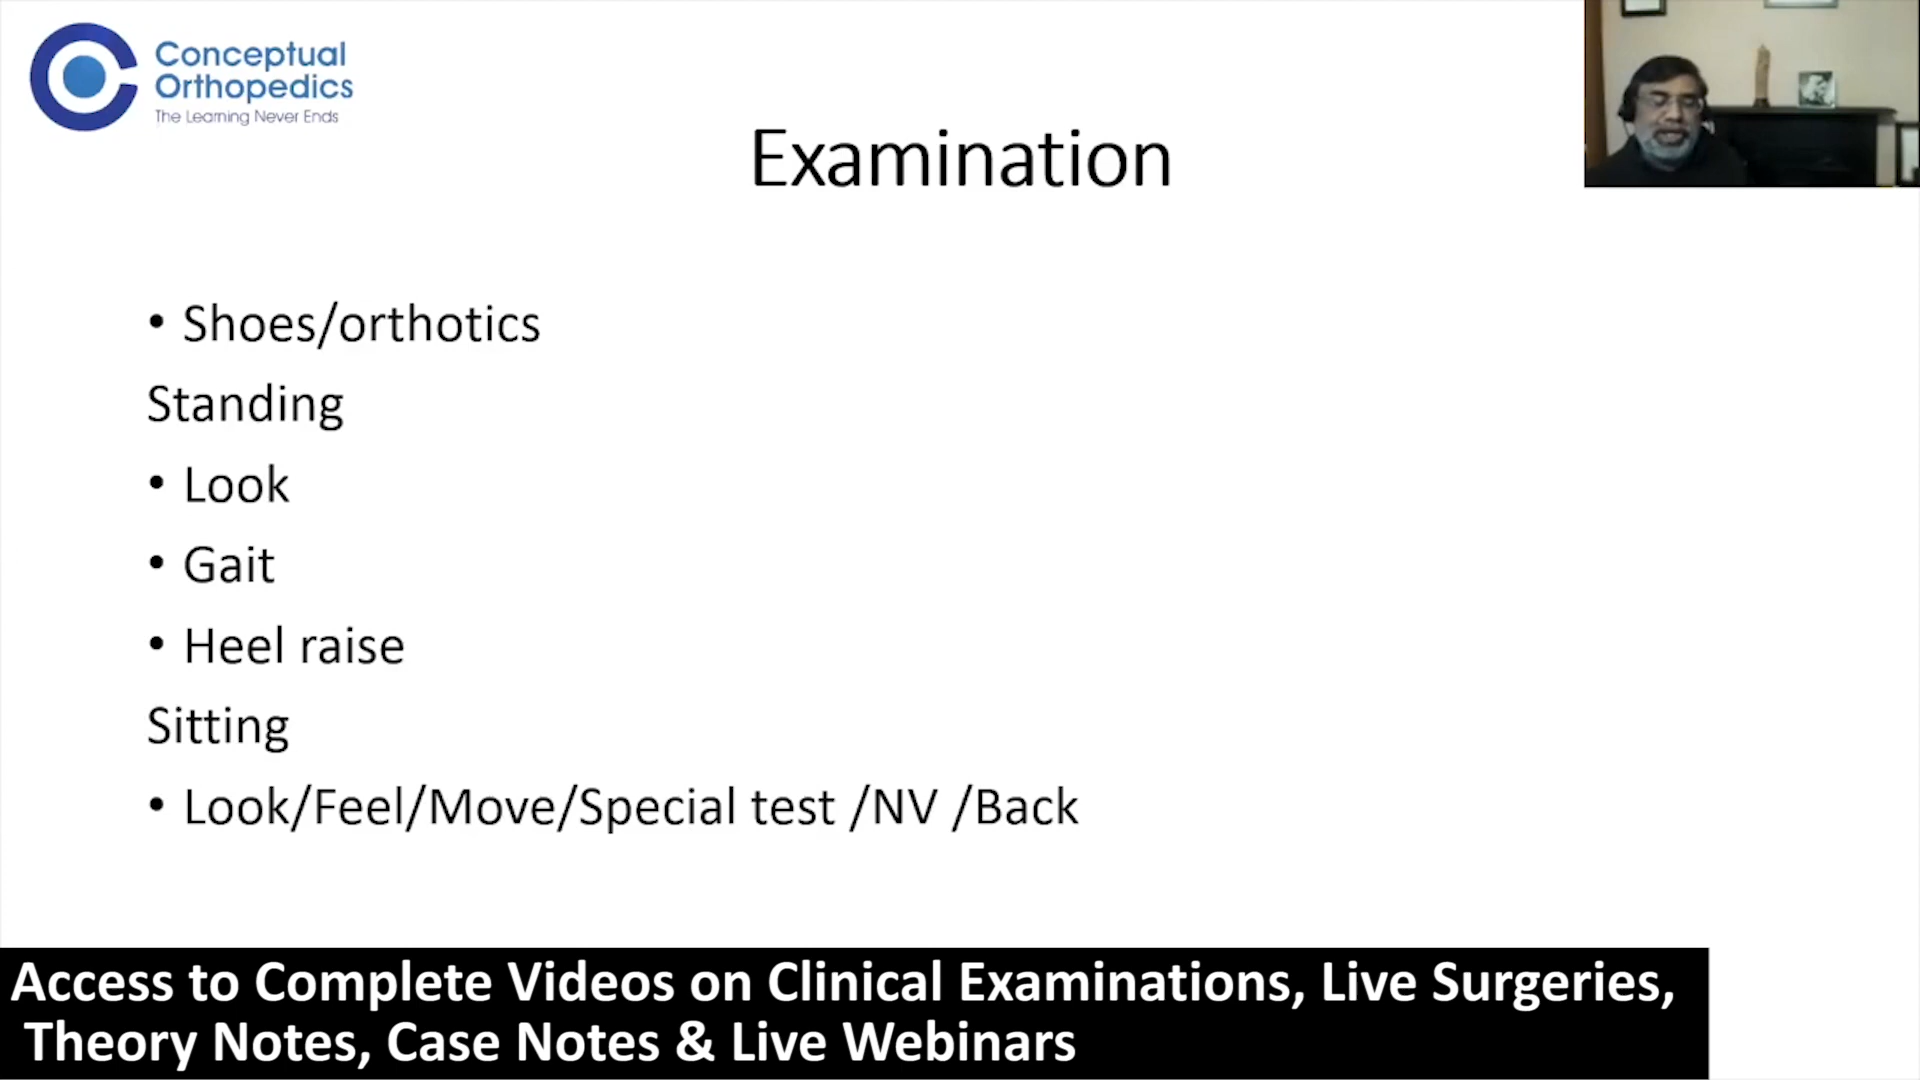 Conceptual
Orthopedics
The Learning Never Ends
Examination
• Shoes/orthotics
Standing
• Look
• Gait
• Heel raise
Sitting
• Look/Feel/Move/Special test /NV /Back
Access to Complete Videos on Clinical Examinations, Live Surgeries,
Theory Notes, Case Notes & Live Webinars